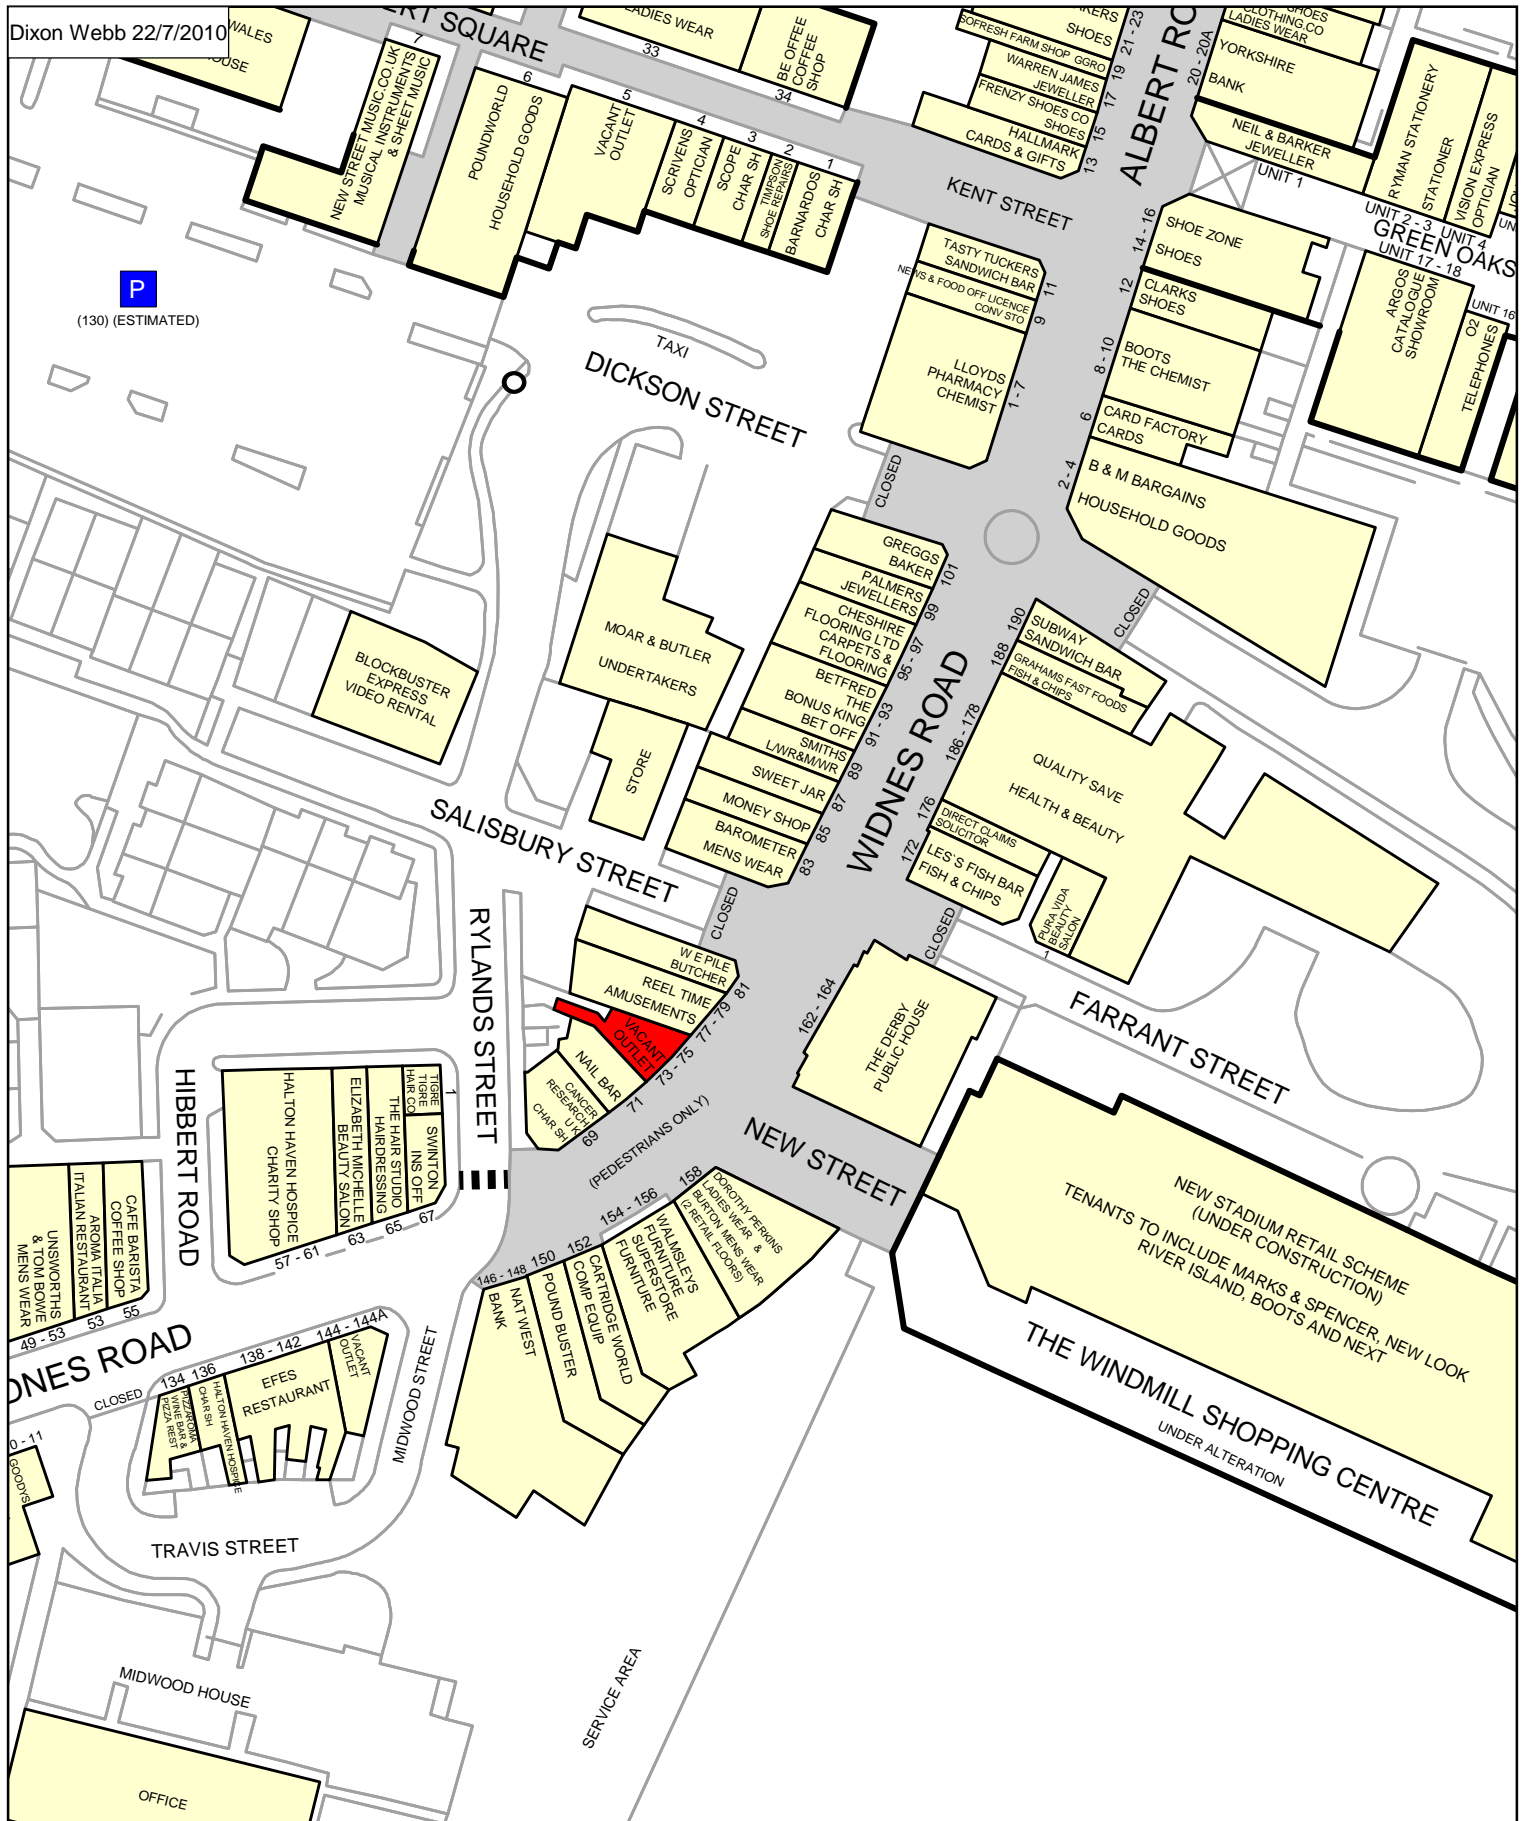 Dixon Webb 22/7/2010
WALES
ERT SQUARE
7
NEW STREET MUSIC.CO.UK
MUSICAL INSTRUMENTS
& SHEET MUSIC
LADIES WEAR
33
BE OFFEE
COFFEE
SHOP
34
6
POUNDWORLD
HOUSEHOLD GOODS
5
VACANT
OUTLET
4
SCRIVENS
OPTICIAN
3
SCOPE
CHAR SH
2
TIMPSON
SHOE REPAIRS
1
BARNARDOS
CHAR SH
SHOES
21 - 23
SOFRESH FARM SHOP GGRO
19
WARREN JAMES
JEWELLER
17
FRENZY SHOES CO
SHOES
15
HALLMARK
CARDS & GIFTS
13
ALBERT RO
KENT STREET
SHOES
CLOTHING.CO
LADIES WEAR
20 - 20A
YORKSHIRE
BANK
NEIL & BARKER
JEWELLER
UNIT 1
RYMAN STATIONERY
STATIONER
VISION EXPRESS
OPTICIAN
UNIT 2 - 3
UNIT 4
UN
GREEN OAKS
UNIT 17 - 18
UNIT 16
ARGOS
CATALOGUE
SHOWROOM
O2
TELEPHONES
14 - 16
SHOE ZONE
SHOES
12
CLARKS
SHOES
8 - 10
BOOTS
THE CHEMIST
6
CARD FACTORY
CARDS
2 - 4
B & M BARGAINS
HOUSEHOLD GOODS
TASTY TUCKERS
SANDWICH BAR
11
NEWS & FOOD OFF LICENCE
CONV STO
9
LLOYDS
PHARMACY
CHEMIST
1 - 7
P
(130) (ESTIMATED)
TAXI
DICKSON STREET
CLOSED
CLOSED
GREGGS
BAKER
101
PALMERS
JEWELLERS
99
CHESHIRE
FLOORING LTD
CARPETS &
FLOORING
95 - 97
BETFRED
THE
BONUS KING
BET OFF
91 - 93
SMITHS
L/WR&M/WR
89
SWEET JAR
87
MONEY SHOP
85
BAROMETER
MENS WEAR
83
WIDNES ROAD
190
SUBWAY
SANDWICH BAR
188
GRAHAMS FAST FOODS
FISH & CHIPS
186 - 178
QUALITY SAVE
HEALTH & BEAUTY
176
DIRECT CLAIMS
SOLICITOR
172
LES'S FISH BAR
FISH & CHIPS
PURA VIDA
BEAUTY
SALON
1
MOAR & BUTLER
UNDERTAKERS
BLOCKBUSTER
EXPRESS
VIDEO RENTAL
STORE
SALISBURY STREET
CLOSED
CLOSED
W E PILE
BUTCHER
81
REEL TIME
AMUSEMENTS
77 - 79
VACANT
OUTLET
73 - 75
NAIL BAR
71
CANCER
RESEARCH
U K
CHAR SH
69
162 - 164
THE DERBY
PUBLIC HOUSE
FARRANT STREET
RYLANDS STREET
HIBBERT ROAD
HALTON HAVEN HOSPICE
CHARITY SHOP
57 - 61
ELIZABETH MICHELLE
BEAUTY SALON
63
THE HAIR STUDIO
HAIRDRESSING
65
TIGRE
TIGRE
HAIR CO
1
SWINTON
INS OFF
67
(PEDESTRIANS ONLY)
NEW STREET
UNSWORTHS
& TOM BOWE
MENS WEAR
49 - 53
AROMA ITALIA
ITALIAN RESTAURANT
53
CAFE BARISTA
COFFEE SHOP
55
DNES ROAD
CLOSED
134
PIZZAROMA
WINE BAR &
PIZZA REST
136
HALTON HAVEN HOSPICE
CHAR SH
138 - 142
EFES
RESTAURANT
144 - 144A
VACANT
OUTLET
MIDWOOD STREET
146 - 148
NAT WEST
BANK
150
POUND BUSTER
152
CARTRIDGE WORLD
COMP EQUIP
154 - 156
WALMSLEYS
FURNITURE
SUPERSTORE
FURNITURE
158
DOROTHY PERKINS
LADIES WEAR &
BURTON MENS WEAR
(2 RETAIL FLOORS)
NEW STADIUM RETAIL SCHEME
(UNDER CONSTRUCTION)
TENANTS TO INCLUDE MARKS & SPENCER, NEW LOOK
RIVER ISLAND, BOOTS AND NEXT
THE WINDMILL SHOPPING CENTRE
UNDER ALTERATION
0 - 11
GOODYS
TRAVIS STREET
MIDWOOD HOUSE
SERVICE AREA
OFFICE